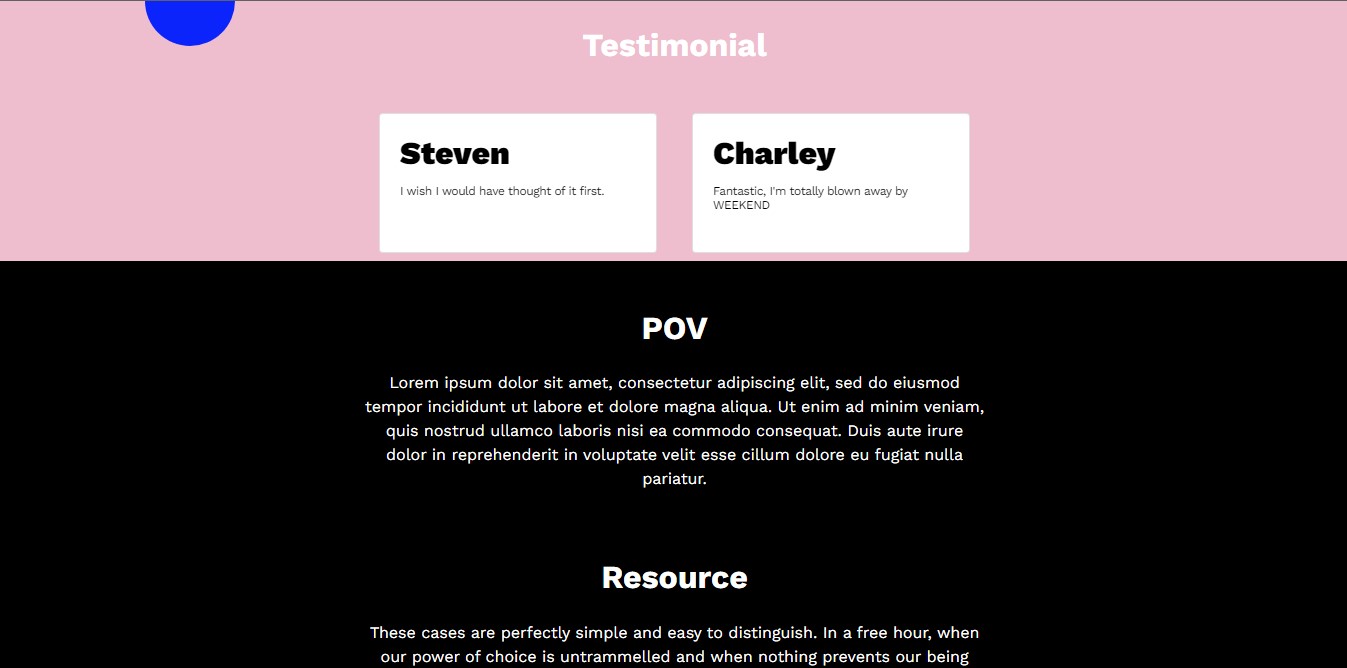 Testimonial
Steven
I wish I would have thought of it first.
Charley
Fantastic, I'm totally blown away by
WEEKEND
POV
Lorem ipsum dolor sit amet, consectetur adipiscing elit, sed do eiusmod
tempor incididunt ut labore et dolore magna aliqua. Ut enim ad minim veniam,
quis nostrud ullamco laboris nisi ea commodo consequat. Duis aute irure
dolor in reprehenderit in voluptate velit esse cillum dolore eu fugiat nulla
pariatur.
Resource
These cases are perfectly simple and easy to distinguish. In a free hour, when
our power of choice is untrammelled and when nothing prevents our being